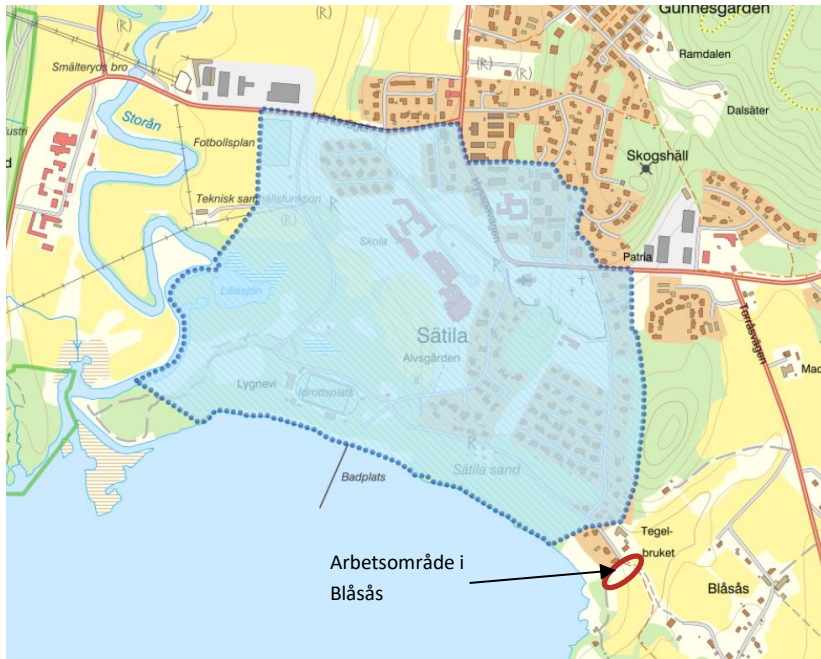 Gunnesgården
(R)
Ramdalen
(R)
(R)
Smälteryds bro
Dalsäter
Storån
Fotbollsplan
Skogshäll
Teknisk samhällsfunktion
(R)
R
Skola
R
Patria
Lillesjön
Sätila
Torråsvägen
Alvsgården
Lygnevi
Idrottsplats
R
Sätila sand
Badplats
Tegel-
bruket
Arbetsområde i
Blåsås
Blåsås